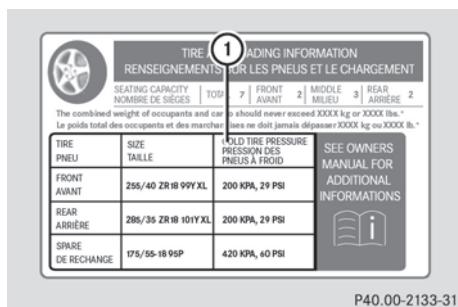 1
TIRE A ADING INFORMATION
RENSEIGNEMENTS SUR LES PNEUS ET LE CHARGEMENT
SEATING CAPACITY TOTAL 7 FRONT 2 MIDDLE 3 REAR 2
NOMBRE DE SIÈGES AVANT MILIEU ARRIÈRE
The combined weight of occupants and cargo should never exceed XXXX kg or XXXX lbs.*
Le poids total des occupants et des marchandises ne doit jamais dépasser XXXX kg ou XXXX lb.*
TIRE SIZE COLD TIRE PRESSURE SEE OWNERS
PNEU TAILLE PRESSION DES MANUAL FOR
PNEUS À FROID ADDITIONAL
INFORMATIONS
FRONT
AVANT 255/40 ZR18 99Y XL 200 KPA, 29 PSI
REAR
ARRIÈRE 285/35 ZR18 101Y XL 200 KPA, 29 PSI
SPARE
DE RECHANGE 175/55-18 95P 420 KPA, 60 PSI
i
P40.00-2133-31